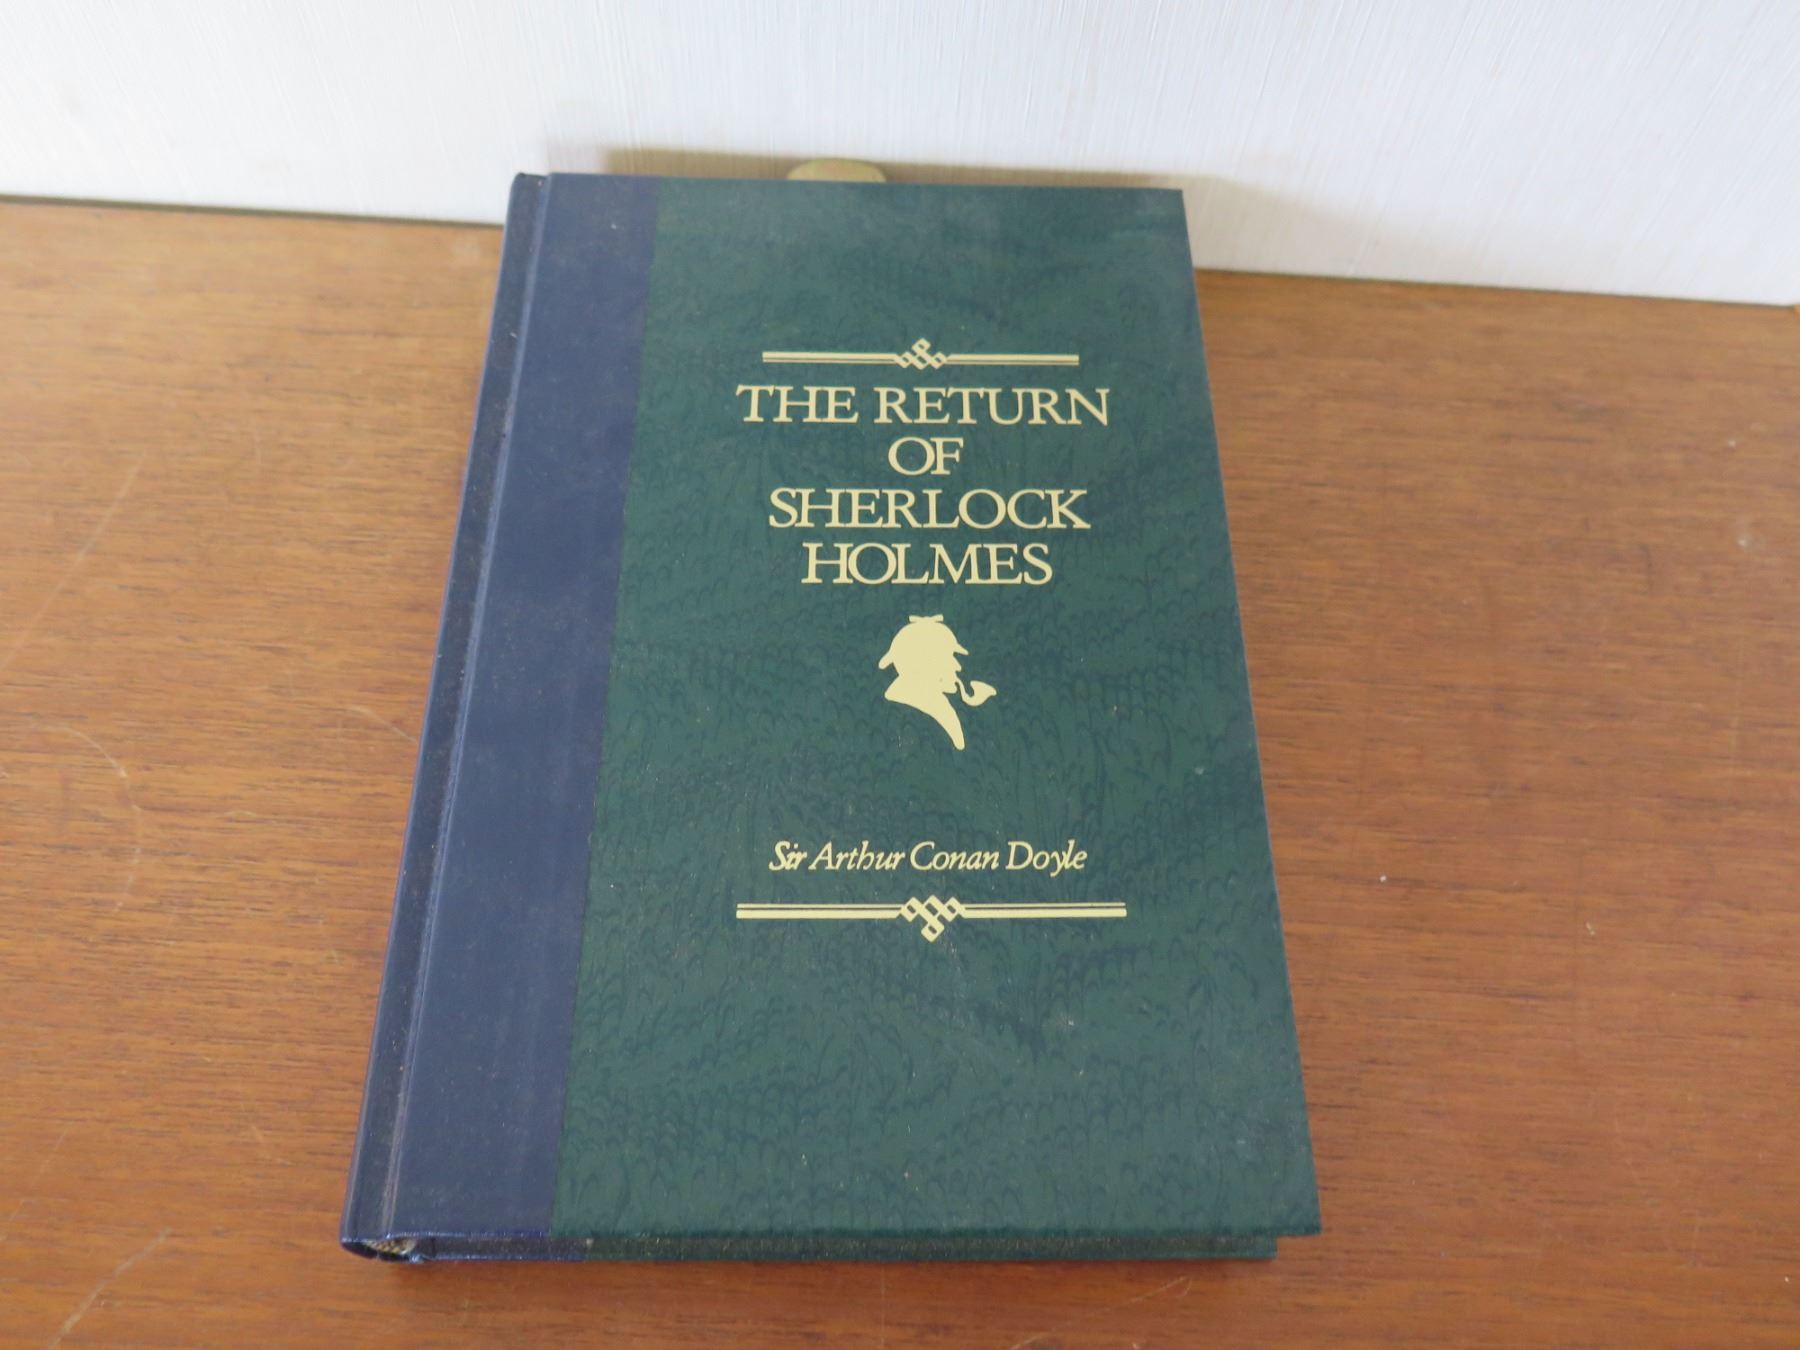 THE RETURN
OF
SHERLOCK
HOLMES
Sir Arthur Conan Doyle